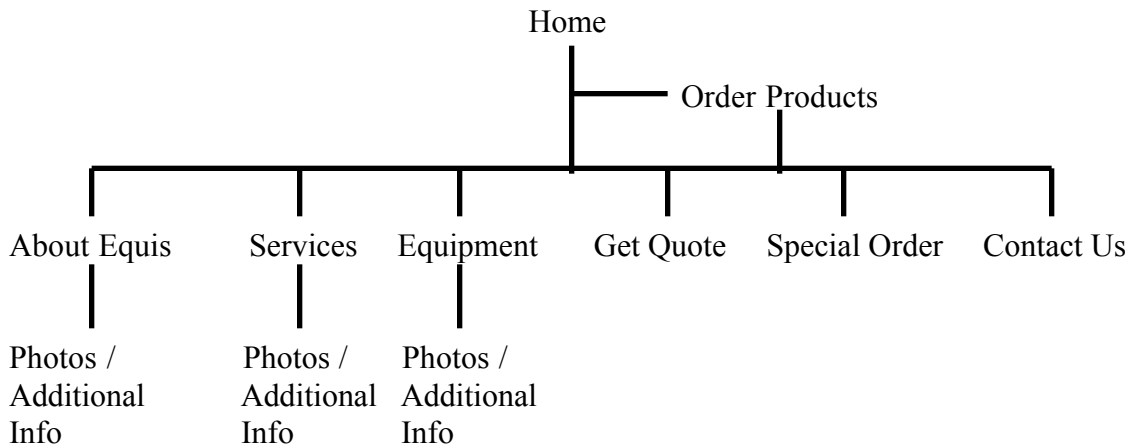 Home
Order Products
About Equis
Services
Equipment
Get Quote
Special Order
Contact Us
Photos /
Additional
Info
Photos /
Additional
Info
Photos /
Additional
Info